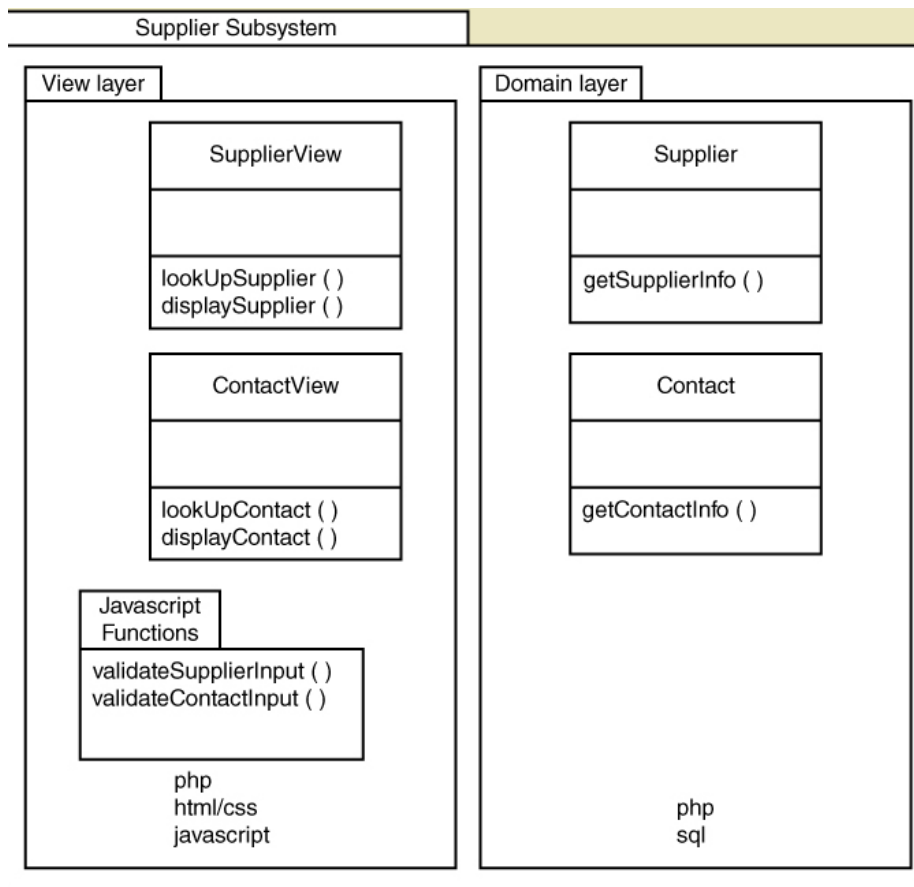 Supplier Subsystem
View layer
SupplierView
lookUpSupplier ( )
displaySupplier ( )
ContactView
lookUpContact ( )
displayContact ( )
Javascript
Functions
validateSupplierInput ( )
validateContactInput ( )
php
html/css
javascript
Domain layer
Supplier
getSupplierInfo ( )
Contact
getContactInfo ( )
php
sql